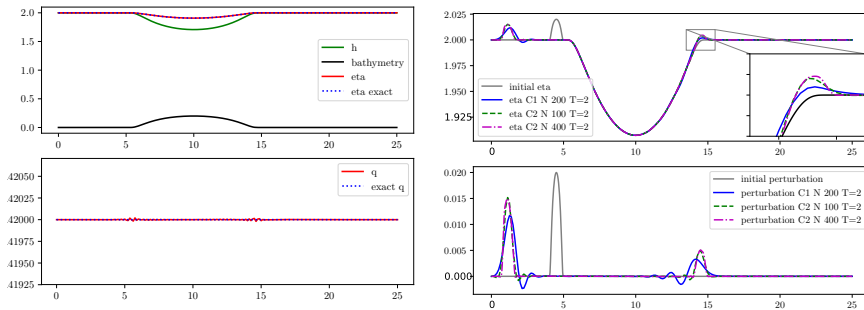 2.0
1.5
1.0
0.5
0.0
h
bathymetry
eta
eta exact
0 5 10 15 20 25
42050
42025
42000
41975
41925
q
exact q
0 5 10 15 20 25
2.025
2.000
1.975
1.950
1.925
initial eta
eta C1 N 200 T=2
eta C2 N 100 T=2
eta C2 N 400 T=2
0 5 10 15 20 25
0.020
0.015
0.010
0.005
0.000
initial perturbation
perturbation C1 N 200 T=2
perturbation C2 N 100 T=2
perturbation C2 N 400 T=2
0 5 10 15 20 25